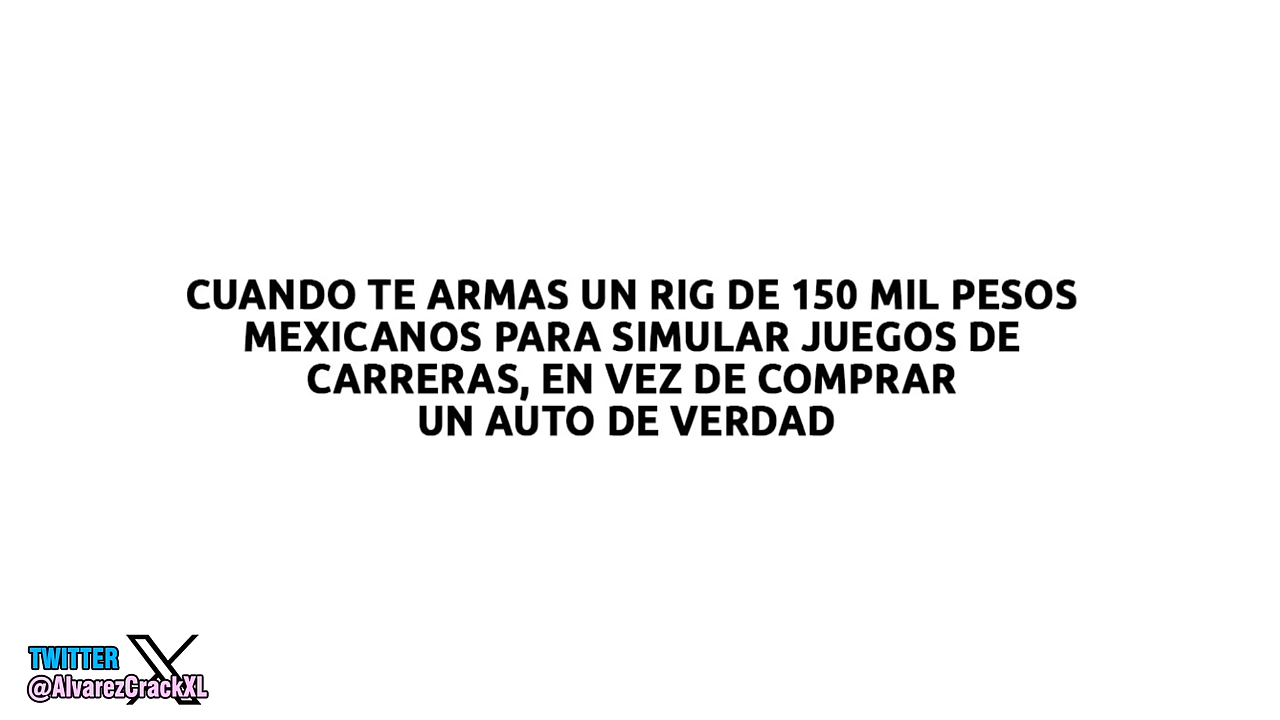 CUANDO TE ARMAS UN RIG DE 150 MIL PESOS
MEXICANOS PARA SIMULAR JUEGOS DE
CARRERAS, EN VEZ DE COMPRAR
UN AUTO DE VERDAD
TWITTER
@AlvarezCrackXL